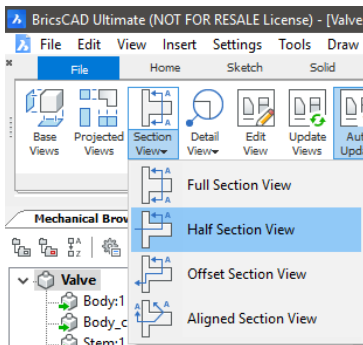 BricsCAD Ultimate (NOT FOR RESALE License) - [Valve
File Edit View Insert Settings Tools Draw
File Home Sketch Solid
Base Views
Projected Views
Section View
Detail View
Edit View
Update Views
Full Section View
Half Section View
Offset Section View
Aligned Section View
Mechanical Brow
Valve
Body:1
Body_c
Stem:1